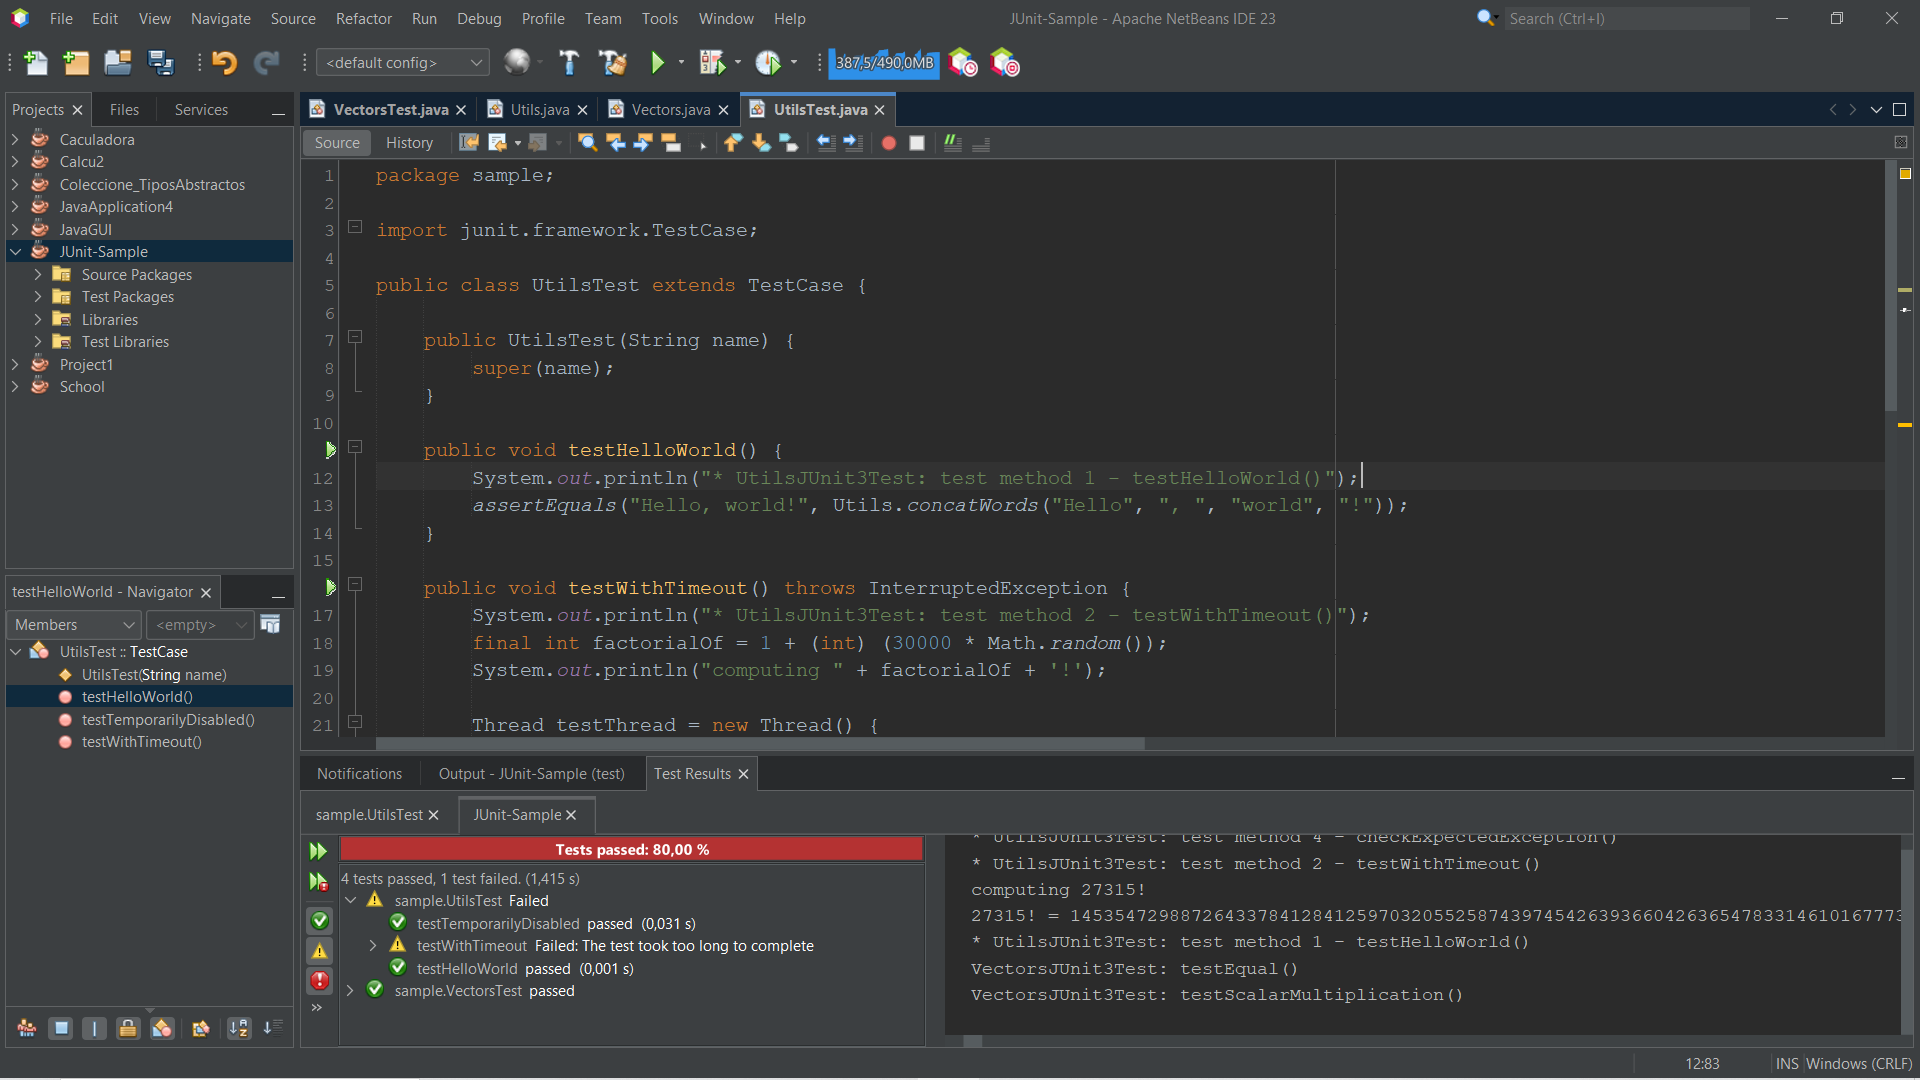 File Edit View Navigate Source Refactor Run Debug Profile Team Tools Window Help
JUnit-Sample - Apache NetBeans IDE 23
Search (Ctrl+I)
<default config>
387,5/490,0MB
Projects Files Services
Caculadora
Calcu2
Coleccione_TiposAbstractos
JavaApplication4
JavaGUI
JUnit-Sample
Source Packages
Test Packages
Libraries
Test Libraries
Project1
School
testHelloWorld - Navigator
Members <empty>
UtilsTest :: TestCase
UtilsTest(String name)
testHelloWorld()
testTemporarilyDisabled()
testWithTimeout()
VectorsTest.java Utils.java Vectors.java UtilsTest.java
Source History
1 package sample;
2
3 import junit.framework.TestCase;
4
5 public class UtilsTest extends TestCase {
6
7 public UtilsTest(String name) {
8 super(name);
9 }
10
public void testHelloWorld() {
12 System.out.println("* UtilsJUnit3Test: test method 1 - testHelloWorld()");
13 assertEquals("Hello, world!", Utils.concatWords("Hello", ", ", "world", "!"));
14 }
15
public void testWithTimeout() throws InterruptedException {
17 System.out.println("* UtilsJUnit3Test: test method 2 - testWithTimeout()");
18 final int factorialOf = 1 + (int) (30000 * Math.random());
19 System.out.println("computing " + factorialOf + '!');
20
21 Thread testThread = new Thread() {
Notifications Output - JUnit-Sample (test) Test Results
sample.UtilsTest JUnit-Sample
Tests passed: 80,00 %
4 tests passed, 1 test failed. (1,415 s)
sample.UtilsTest Failed
testTemporarilyDisabled passed (0,031 s)
testWithTimeout Failed: The test took too long to complete
testHelloWorld passed (0,001 s)
sample.VectorsTest passed
* UtilsJUnit3Test: test method 4 - checkExpectedException()
* UtilsJUnit3Test: test method 2 - testWithTimeout()
computing 27315!
27315! = 1453547298872643378412841259703205525874397454263936604263654783314610167773
* UtilsJUnit3Test: test method 1 - testHelloWorld()
VectorsJUnit3Test: testEqual()
VectorsJUnit3Test: testScalarMultiplication()
12:83 INS Windows (CRLF)